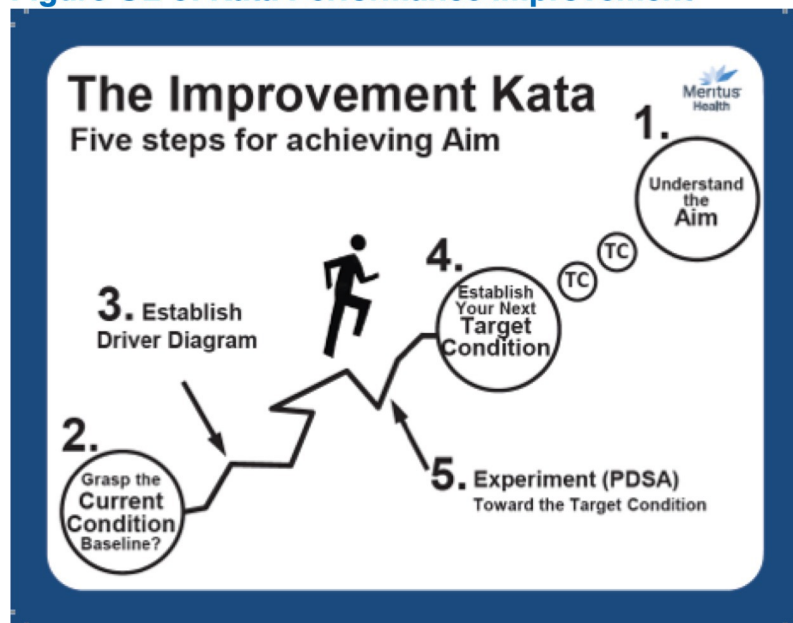 The Improvement Kata
Five steps for achieving Aim
Meritus
Health
1.
Understand
the
Aim
TC
TC
4.
Establish
Your Next
Target
Condition
3. Establish
Driver Diagram
2.
Grasp the
Current
Condition
Baseline?
5. Experiment (PDSA)
Toward the Target Condition